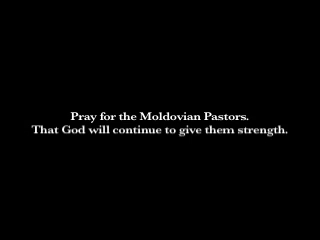 Pray for the Moldovian Pastors.
That God will continue to give them strength.